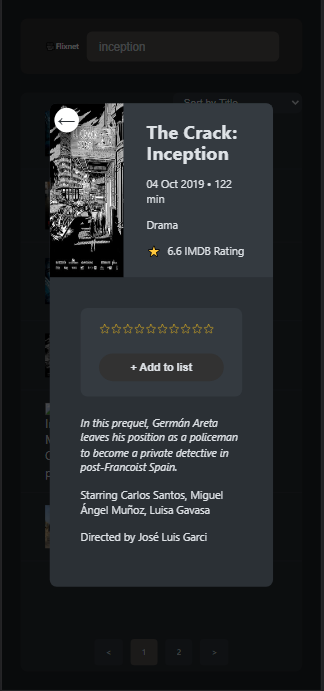 Flixnet
inception
Sort by Title
←
The Crack:
Inception
04 Oct 2019 • 122
min
Drama
6.6 IMDB Rating
+ Add to list
In this prequel, Germán Areta
leaves his position as a policeman
to become a private detective in
post-Francoist Spain.
Starring Carlos Santos, Miguel
Ángel Muñoz, Luisa Gavasa
Directed by José Luis Garci
< 1 2 >